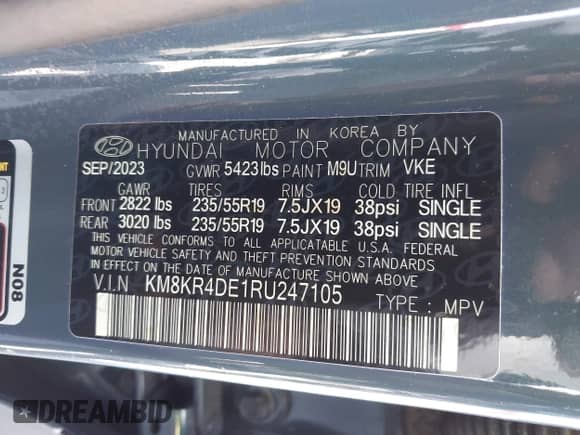 MANUFACTURED IN KOREA BY
HYUNDAI MOTOR COMPANY
SEP/2023 GVWR 5423lbs PAINT M9U TRIM VKE
GAWR TIRES RIMS COLD TIRE INFL
FRONT 2822 lbs 235/55R19 7.5JX19 38psi SINGLE
REAR 3020 lbs 235/55R19 7.5JX19 38psi SINGLE
THIS VEHICLE CONFORMS TO ALL APPLICABLE U.S.A. FEDERAL
MOTOR VEHICLE SAFETY AND THEFT PREVENTION STANDARDS
IN EFFECT ON THE DATE OF MANUFACTURE SHOWN ABOVE
V.I.N KM8KR4DE1RU247105
TYPE : MPV
N08
DREAMBID